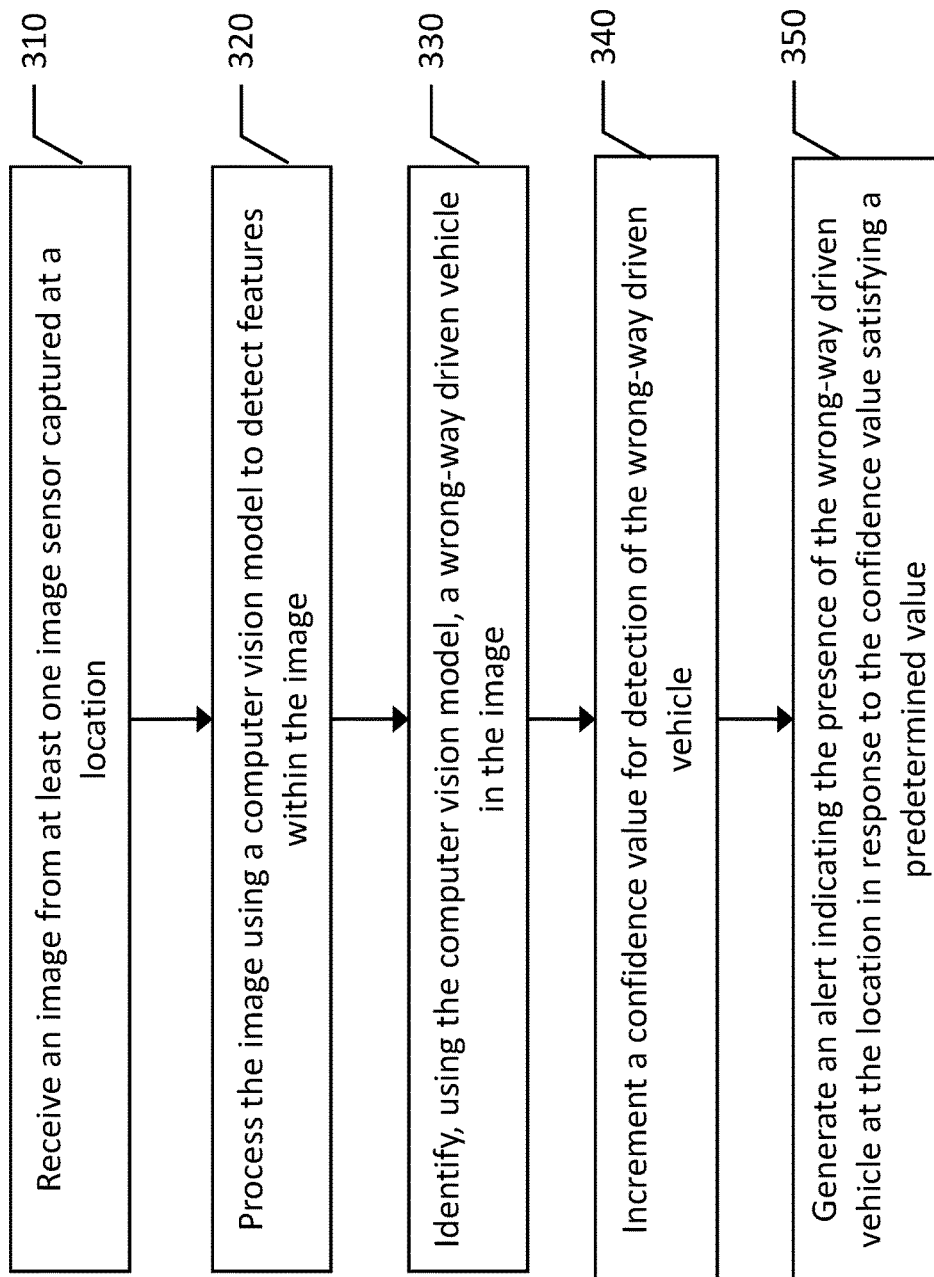 310
Receive an image from at least one image sensor captured at a
location
320
Process the image using a computer vision model to detect features
within the image
330
Identify, using the computer vision model, a wrong-way driven vehicle
in the image
340
Increment a confidence value for detection of the wrong-way driven
vehicle
350
Generate an alert indicating the presence of the wrong-way driven
vehicle at the location in response to the confidence value satisfying a
predetermined value